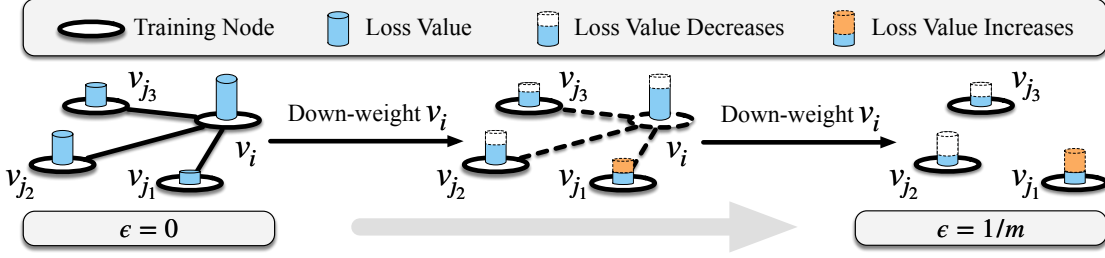 Training Node Loss Value Loss Value Decreases Loss Value Increases
v_{j_3} v_{j_3} v_{j_3}
Down-weight v_i Down-weight v_i
v_i v_i
v_{j_2} v_{j_1} v_{j_2} v_{j_1} v_{j_2} v_{j_1}
ϵ = 0 ϵ = 1/m